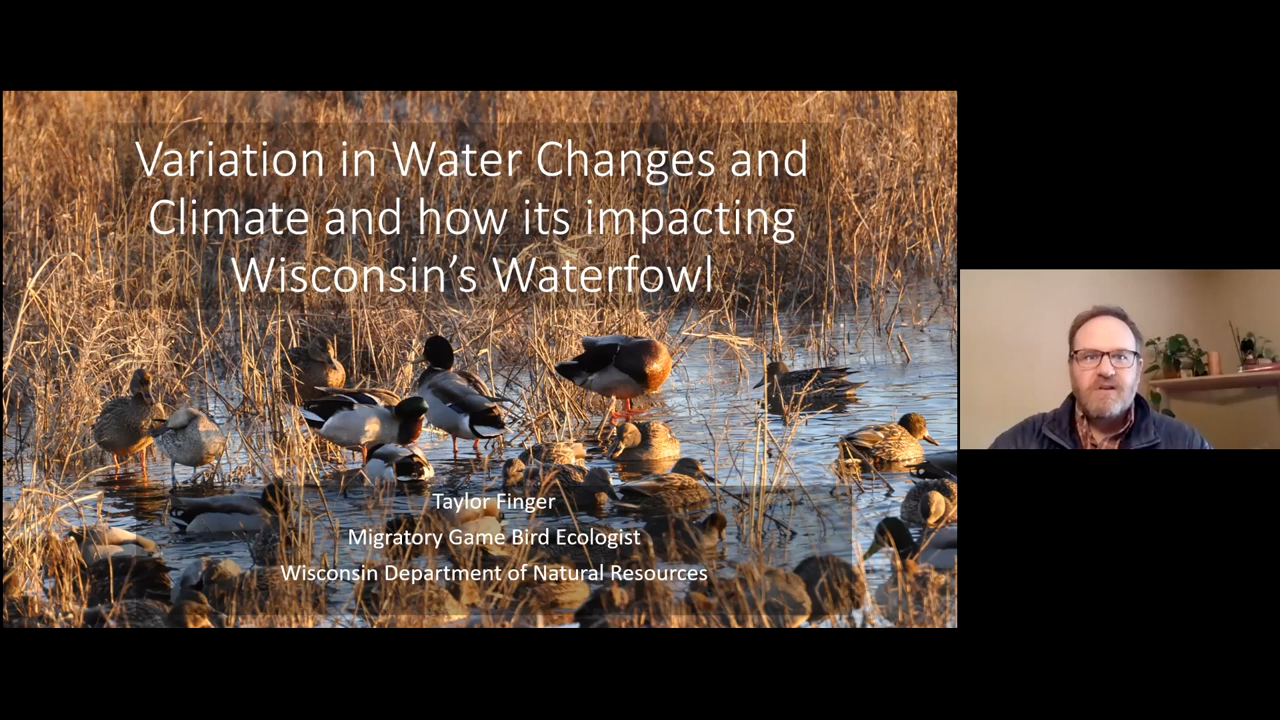 Variation in Water Changes and
Climate and how its impacting
Wisconsin’s Waterfowl
Taylor Finger
Migratory Game Bird Ecologist
Wisconsin Department of Natural Resources